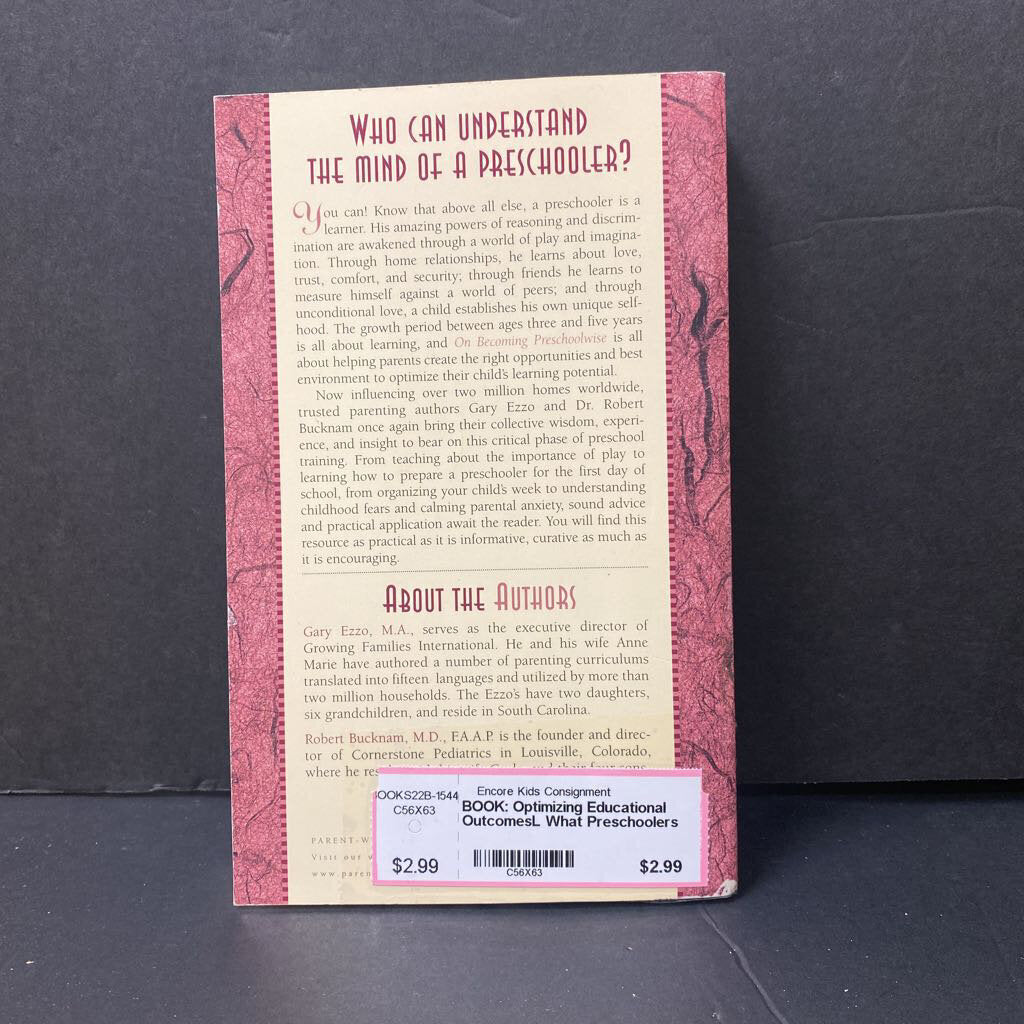 WHO CAN UNDERSTAND
THE MIND OF A PRESCHOOLER?
You can! Know that above all else, a preschooler is a
learner. His amazing powers of reasoning and discrim-
ination are awakened through a world of play and imagina-
tion. Through home relationships, he learns about love,
trust, comfort, and security; through friends he learns to
measure himself against a world of peers; and through
unconditional love, a child establishes his own unique self-
hood. The growth period between ages three and five years
is all about learning, and On Becoming Preschoolwise is all
about helping parents create the right opportunities and best
environment to optimize their child's learning potential.
Now influencing over two million homes worldwide,
trusted parenting authors Gary Ezzo and Dr. Robert
Bucknam once again bring their collective wisdom, experi-
ence, and insight to bear on this critical phase of preschool
training. From teaching about the importance of play to
learning how to prepare a preschooler for the first day of
school, from organizing your child's week to understanding
childhood fears and calming parental anxiety, sound advice
and practical application await the reader. You will find this
resource as practical as it is informative, curative as much as
it is encouraging.
ABOUT THE AUTHORS
Gary Ezzo, M.A., serves as the executive director of
Growing Families International. He and his wife Anne
Marie have authored a number of parenting curriculums
translated into fifteen languages and utilized by more than
two million households. The Ezzo's have two daughters,
six grandchildren, and reside in South Carolina.
Robert Bucknam, M.D., F.A.A.P. is the founder and direc-
tor of Cornerstone Pediatrics in Louisville, Colorado,
where he
OOKS22B-1544
C56X63
$2.99
Encore Kids Consignment
BOOK: Optimizing Educational
OutcomesL What Preschoolers
C56X63
$2.99
PARENT-W
Visit our w
www.paren